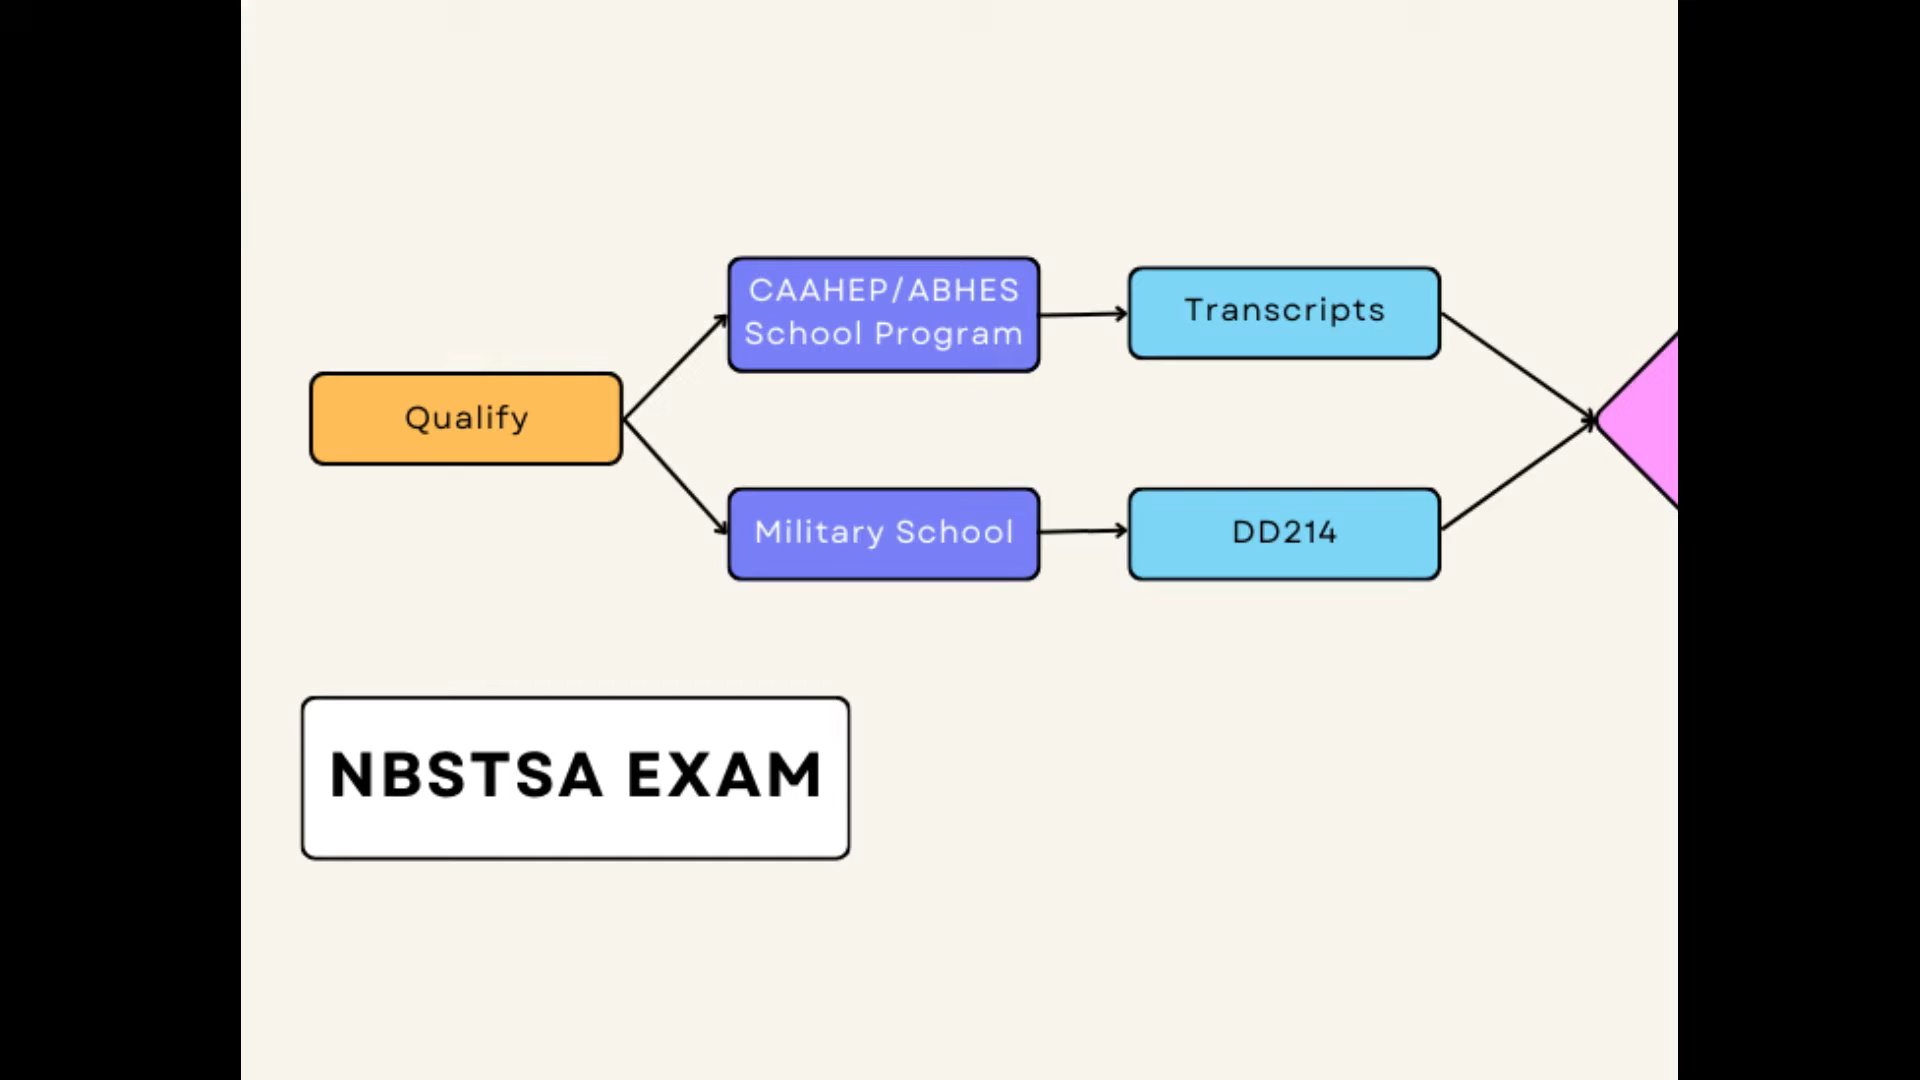 Qualify
CAAHEP/ABHES
School Program
Transcripts
Military School
DD214
NBSTSA EXAM